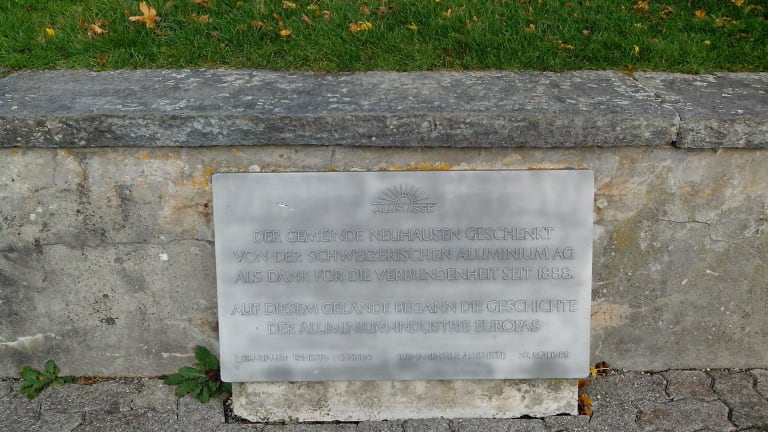 ALUSUISSE
DER GEMEINDE NEUHAUSEN GESCHENKT
VON DER SCHWEIZERISCHEN ALUMINIUM AG
ALS DANK FÜR DIE VERBUNDENHEIT SEIT 1888.
AUF DIESEM GELÄNDE BEGANN DIE GESCHICHTE
DER ALUMINIUM-INDUSTRIE EUROPAS